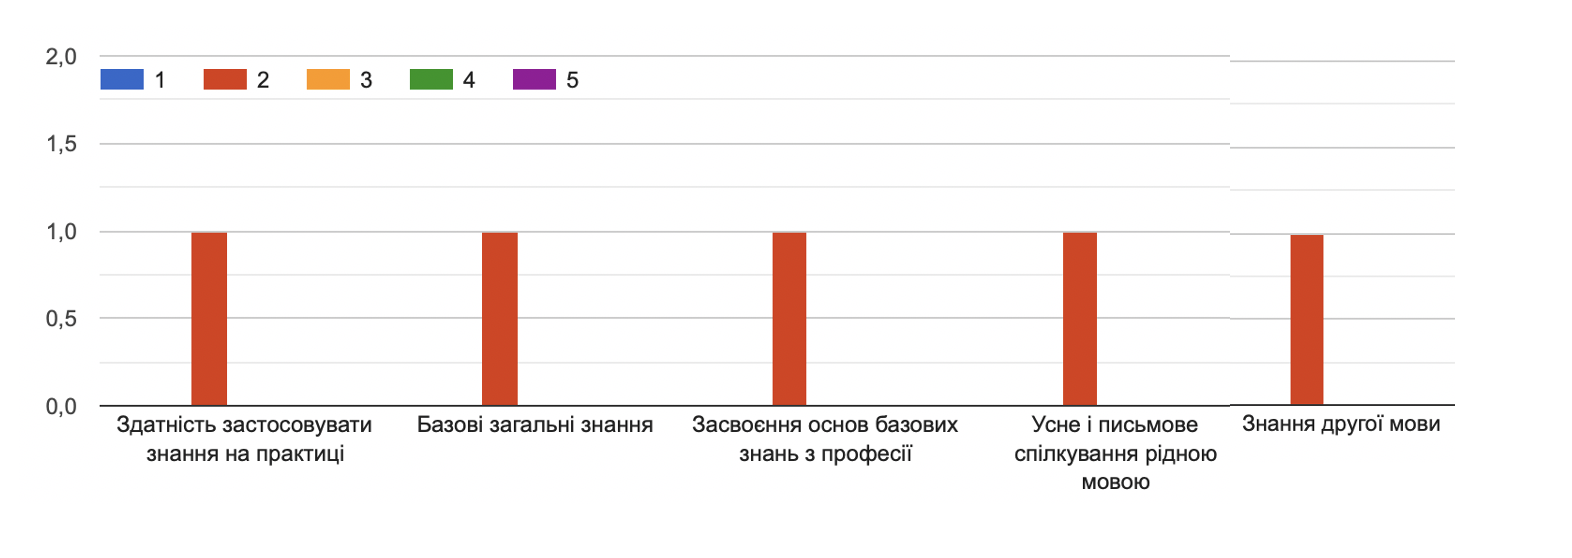 2,0
1 2 3 4 5
1,5
1,0
0,5
0,0
Здатність застосовувати
знання на практиці
Базові загальні знання
Засвоєння основ базових
знань з професії
Усне і письмове
спілкування рідною
мовою
Знання другої мови